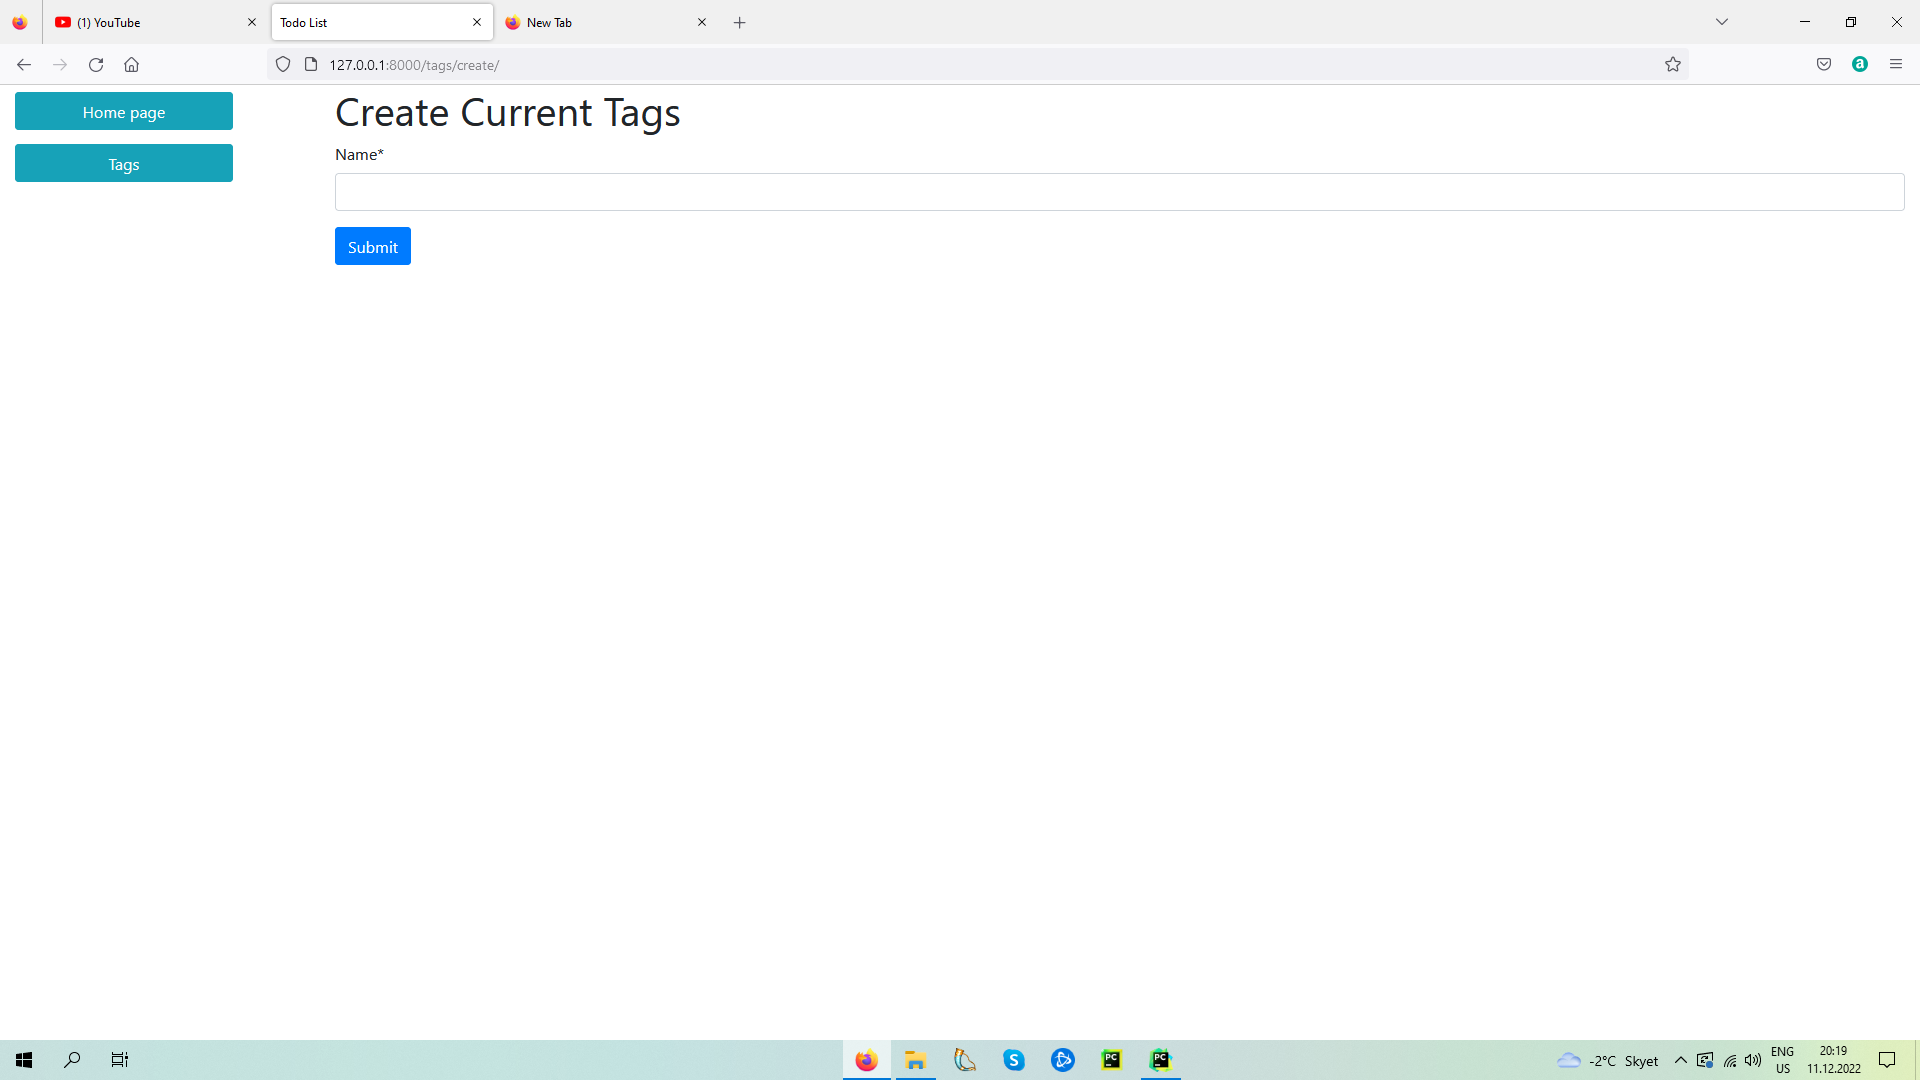 (1) YouTube
Todo List
New Tab
127.0.0.1:8000/tags/create/
Home page
Tags
Create Current Tags
Name*
Submit
-2°C Skyet
ENG
US
20:19
11.12.2022